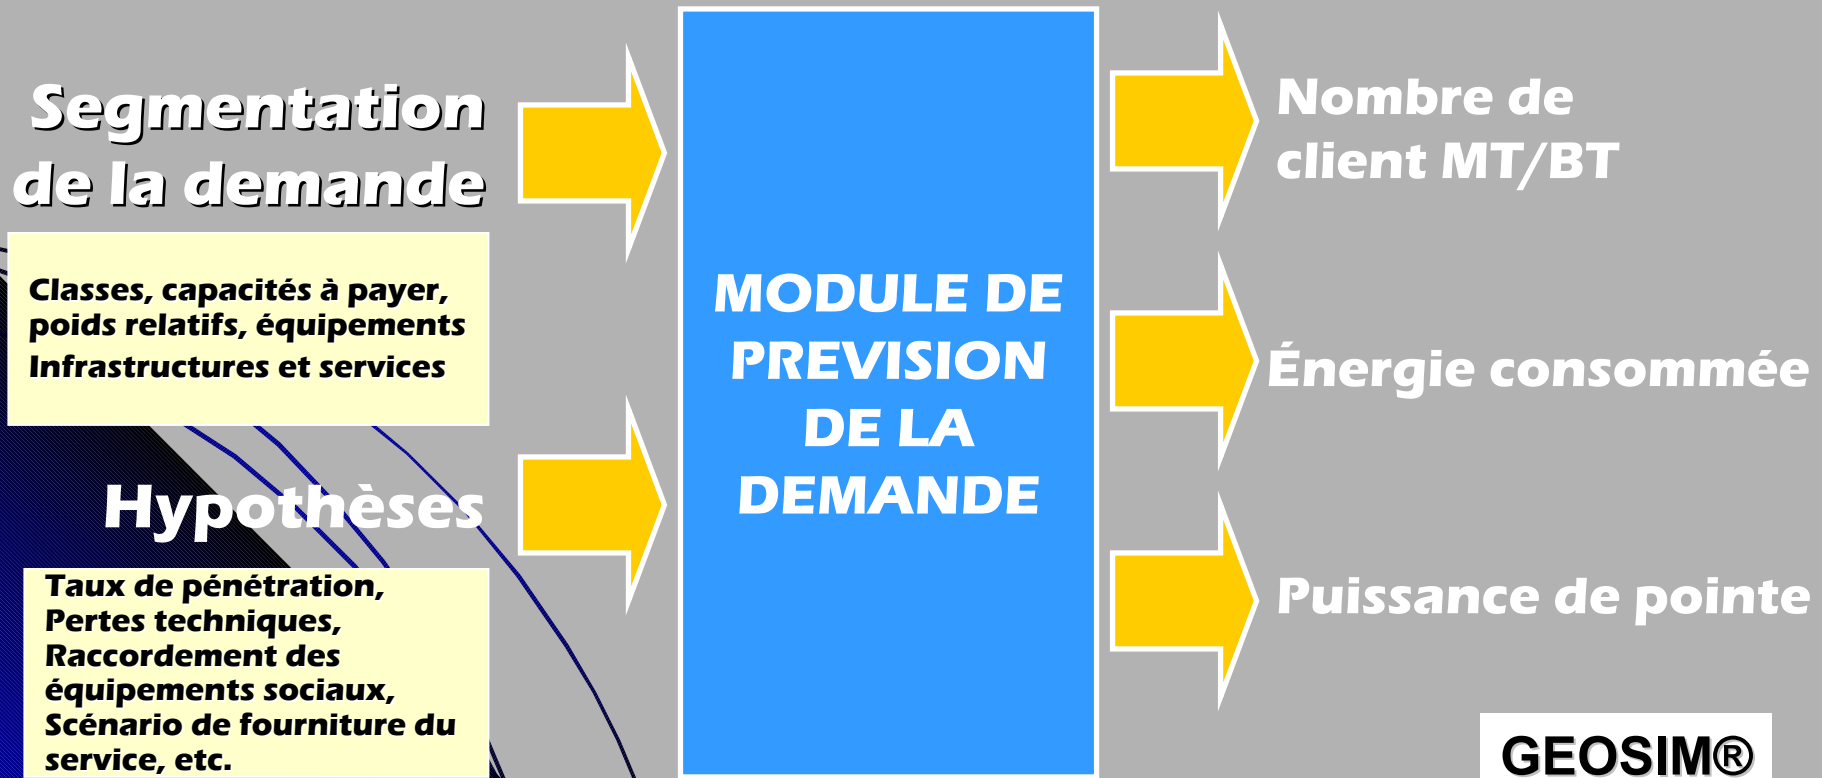 Segmentation
de la demande
Classes, capacités à payer,
poids relatifs, équipements
Infrastructures et services
Hypothèses
Taux de pénétration,
Pertes techniques,
Raccordement des
équipements sociaux,
Scénario de fourniture du
service, etc.
MODULE DE
PREVISION
DE LA
DEMANDE
Nombre de
client MT/BT
Énergie consommée
Puissance de pointe
GEOSIM®